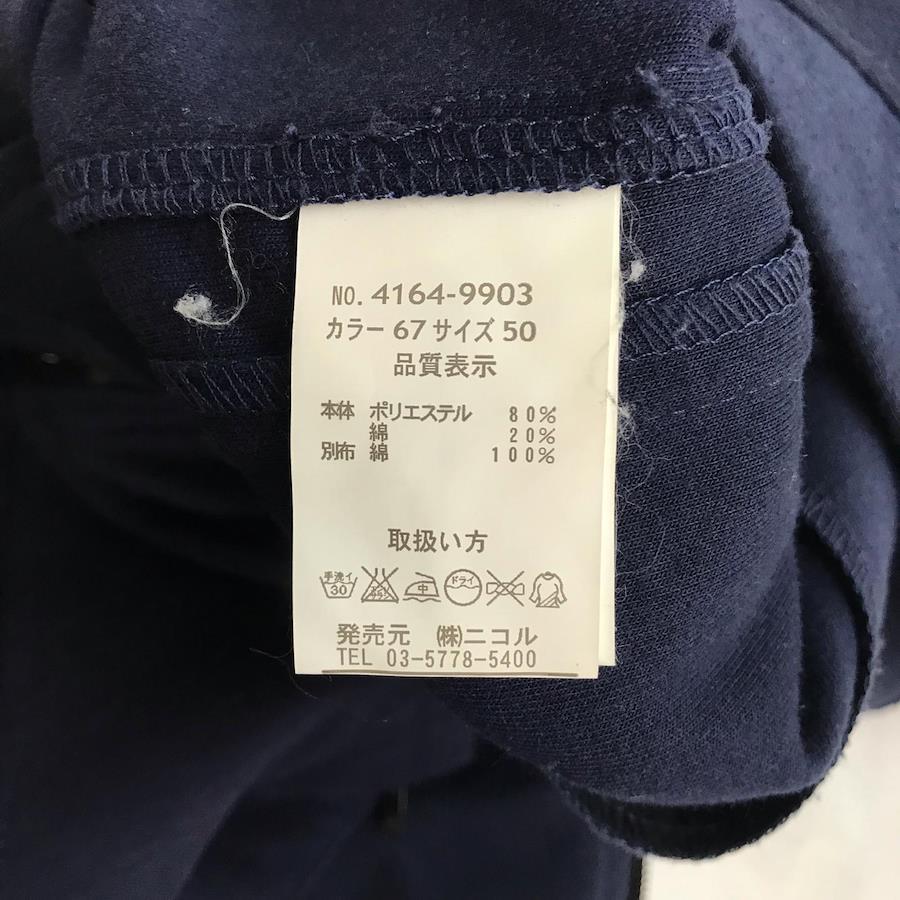 NO. 4164-9903
カラー 67 サイズ 50
品質表示
本体 ポリエステル 80%
綿 20%
別布 綿 100%
取扱い方
手洗イ 30 中 ドライ
発売元 ㈱ニコル
TEL 03-5778-5400